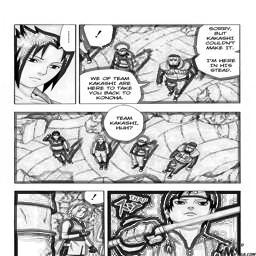 !
SORRY,
BUT
KAKASHI
COULDN'T
MAKE IT.
I'M HERE
IN HIS
STEAD.
WE OF TEAM
KAKASHI ARE
HERE TO TAKE
YOU BACK TO
KONOHA.
TEAM
KAKASHI,
HUH?
!